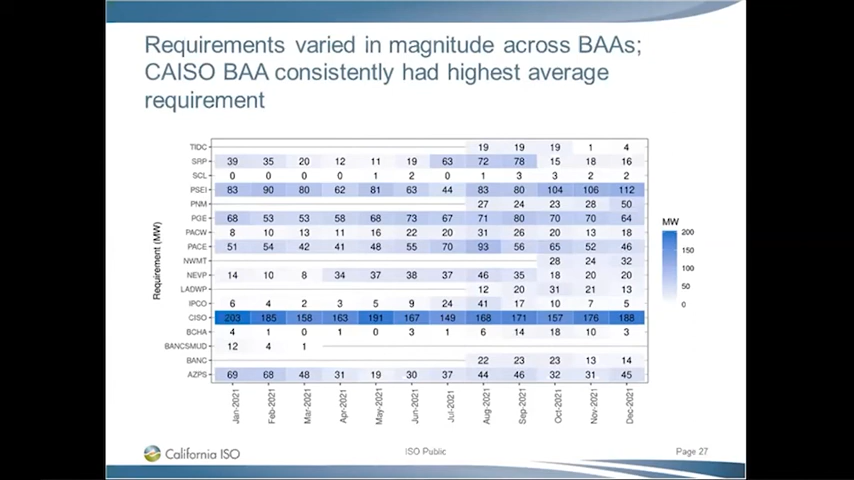 Requirements varied in magnitude across BAAs;
CAISO BAA consistently had highest average
requirement
Requirement (MW)
TIDC 19 19 19 1 4
SRP 39 35 20 12 11 19 63 72 78 15 18 16
SCL 0 0 0 0 1 2 0 1 3 3 2 2
PSEI 83 90 80 62 81 63 44 83 80 104 106 112
PNM 27 24 23 28 50
PGE 68 53 53 58 68 73 67 71 80 70 70 64
PACW 8 10 13 11 16 22 20 31 26 20 13 18
PACE 51 54 42 41 48 55 70 93 56 65 52 46
NWMT 28 24 32
NEVP 14 10 8 34 37 38 37 46 35 18 20 20
LADWP 12 20 31 21 13
IPCO 6 4 2 3 5 9 24 41 17 10 7 5
CISO 203 185 158 163 191 167 149 168 171 157 176 188
BCHA 4 1 0 1 0 3 1 6 14 18 10 3
BANCSMUD 12 4 1
BANC 22 23 23 13 14
AZPS 69 68 48 31 19 30 37 44 46 32 31 45
Jan-2021 Feb-2021 Mar-2021 Apr-2021 May-2021 Jun-2021 Jul-2021 Aug-2021 Sep-2021 Oct-2021 Nov-2021 Dec-2021
MW
200
150
100
50
0
California ISO
ISO Public
Page 27